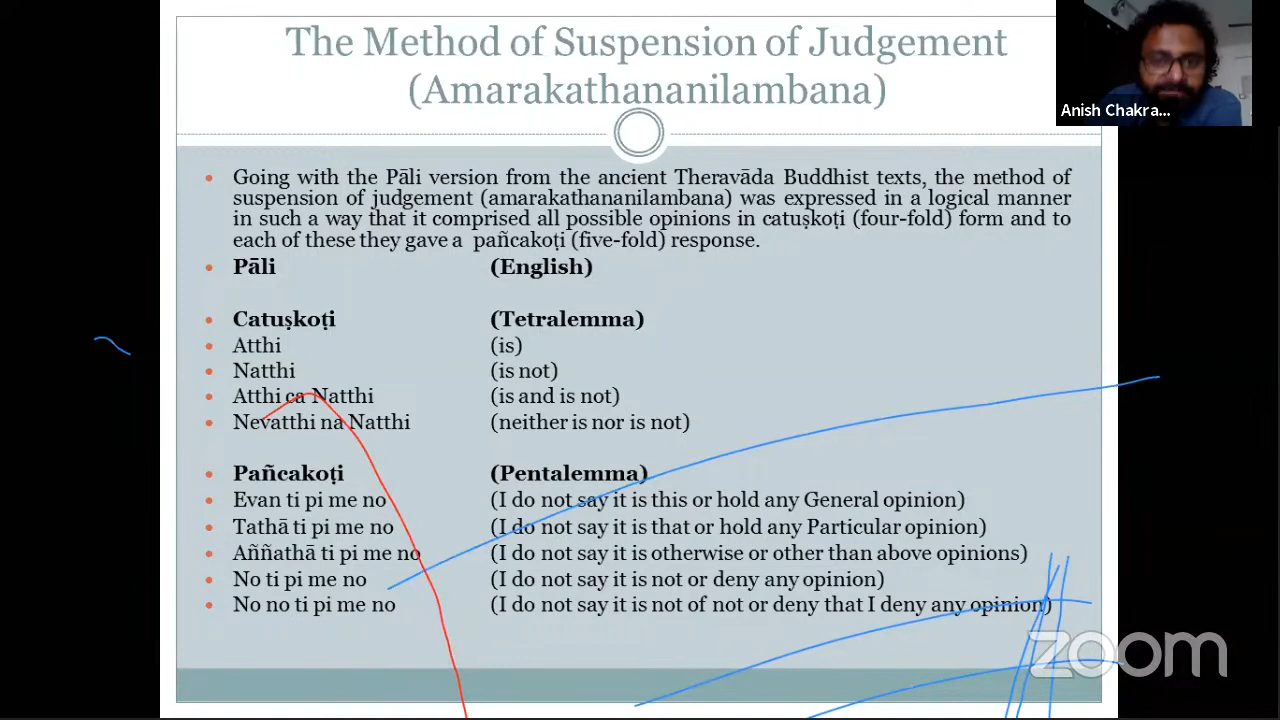 The Method of Suspension of Judgement
(Amarakathananilambana)
Anish Chakra...
Going with the Pāli version from the ancient Theravāda Buddhist texts, the method of
suspension of judgement (amarakathananilambana) was expressed in a logical manner
in such a way that it comprised all possible opinions in catuṣkoṭi (four-fold) form and to
each of these they gave a pañcakoṭi (five-fold) response.
Pāli (English)
Catuṣkoṭi (Tetralemma)
Atthi (is)
Natthi (is not)
Atthi ca Natthi (is and is not)
Nevatthi na Natthi (neither is nor is not)
Pañcakoṭi (Pentalemma)
Evan ti pi me no (I do not say it is this or hold any General opinion)
Tathā ti pi me no (I do not say it is that or hold any Particular opinion)
Aññathā ti pi me no (I do not say it is otherwise or other than above opinions)
No ti pi me no (I do not say it is not or deny any opinion)
No no ti pi me no (I do not say it is not of not or deny that I deny any opinion)
zoom